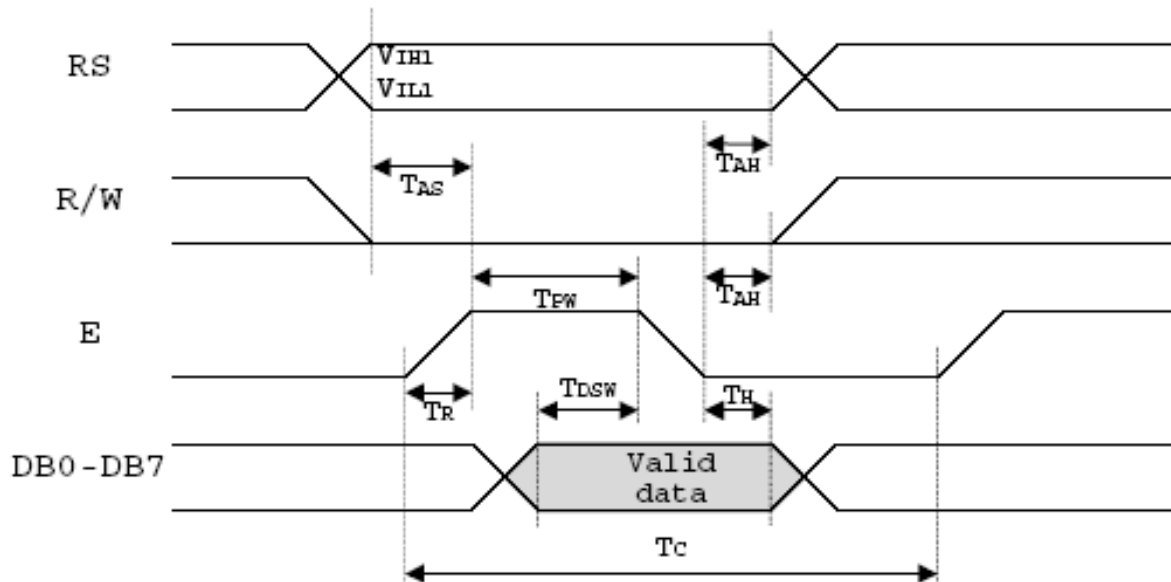 RS
VIH1
VIL1
TAH
TAS
R/W
TPW
TAH
E
TDSW
TH
TR
DB0-DB7
Valid
data
TC